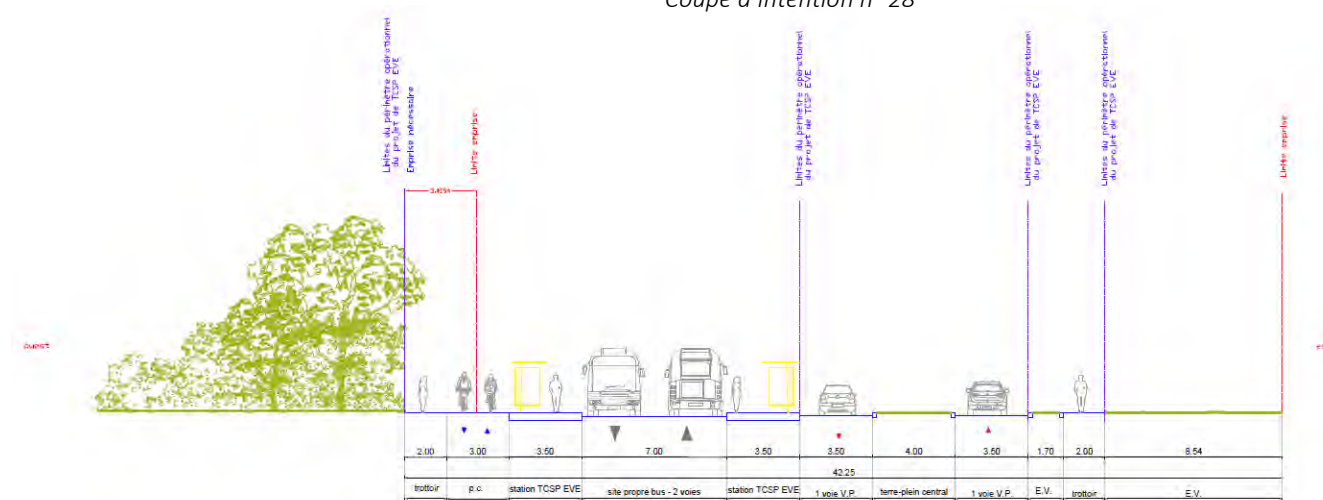 Coupe d'intention n° 28
Limites du périmètre opérationnel
du projet de TCSP EVE
Emprise nécessaire
Limite emprise
Limites du périmètre opérationnel
du projet de TCSP EVE
Limites du périmètre opérationnel
du projet de TCSP EVE
Limites du périmètre opérationnel
du projet de TCSP EVE
Limite emprise
ouest
2.00 3.00 3.50 7.00 3.50 3.50 4.00 3.50 1.70 2.00 8.54
42.25
trottoir p.c. station TCSP EVE site propre bus - 2 voies station TCSP EVE 1 voie V.P. terre-plein central 1 voie V.P. E.V. trottoir E.V.